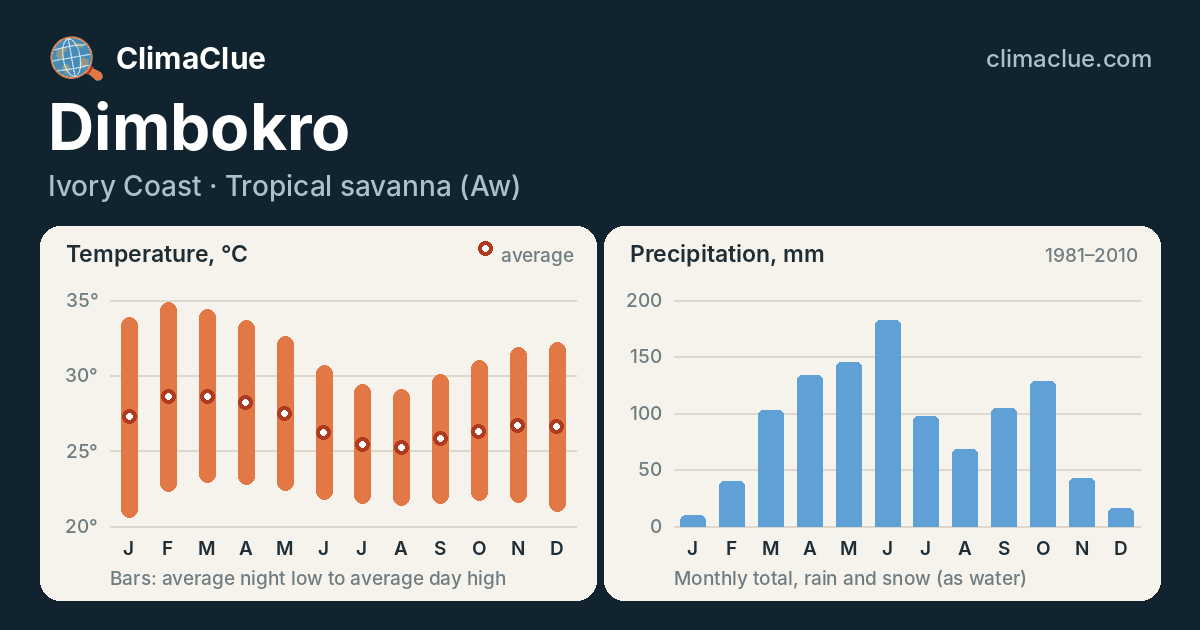 ClimaClue
climaclue.com
Dimbokro
Ivory Coast · Tropical savanna (Aw)
Temperature, °C
average
35°
30°
25°
20°
J F M A M J J A S O N D
Bars: average night low to average day high
Precipitation, mm
1981–2010
200
150
100
50
0
J F M A M J J A S O N D
Monthly total, rain and snow (as water)